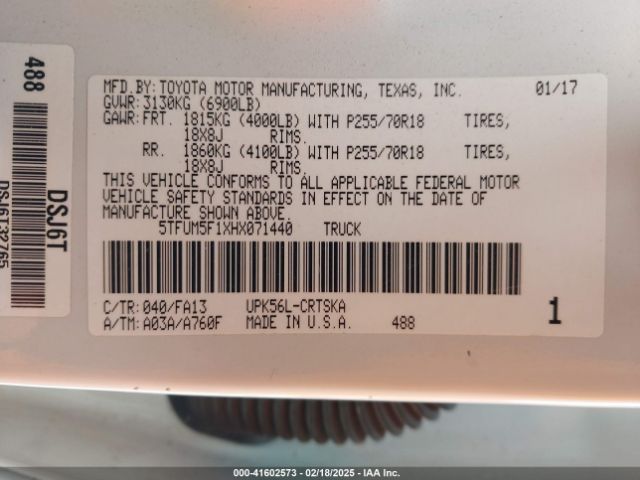 488
DSJ6T
DSJ6T32765
MFD.BY:TOYOTA MOTOR MANUFACTURING, TEXAS, INC. 01/17
GVWR:3130KG (6900LB)
GAWR:FRT. 1815KG (4000LB) WITH P255/70R18 TIRES,
18X8J RIMS.
RR. 1860KG (4100LB) WITH P255/70R18 TIRES,
18X8J RIMS.
THIS VEHICLE CONFORMS TO ALL APPLICABLE FEDERAL MOTOR
VEHICLE SAFETY STANDARDS IN EFFECT ON THE DATE OF
MANUFACTURE SHOWN ABOVE.
5TFUM5F1XHX071440 TRUCK
C/TR:040/FA13 UPK56L-CRTSKA
A/TM:A03A/A760F MADE IN U.S.A. 488 1
000-41602573 - 02/18/2025 - IAA Inc.